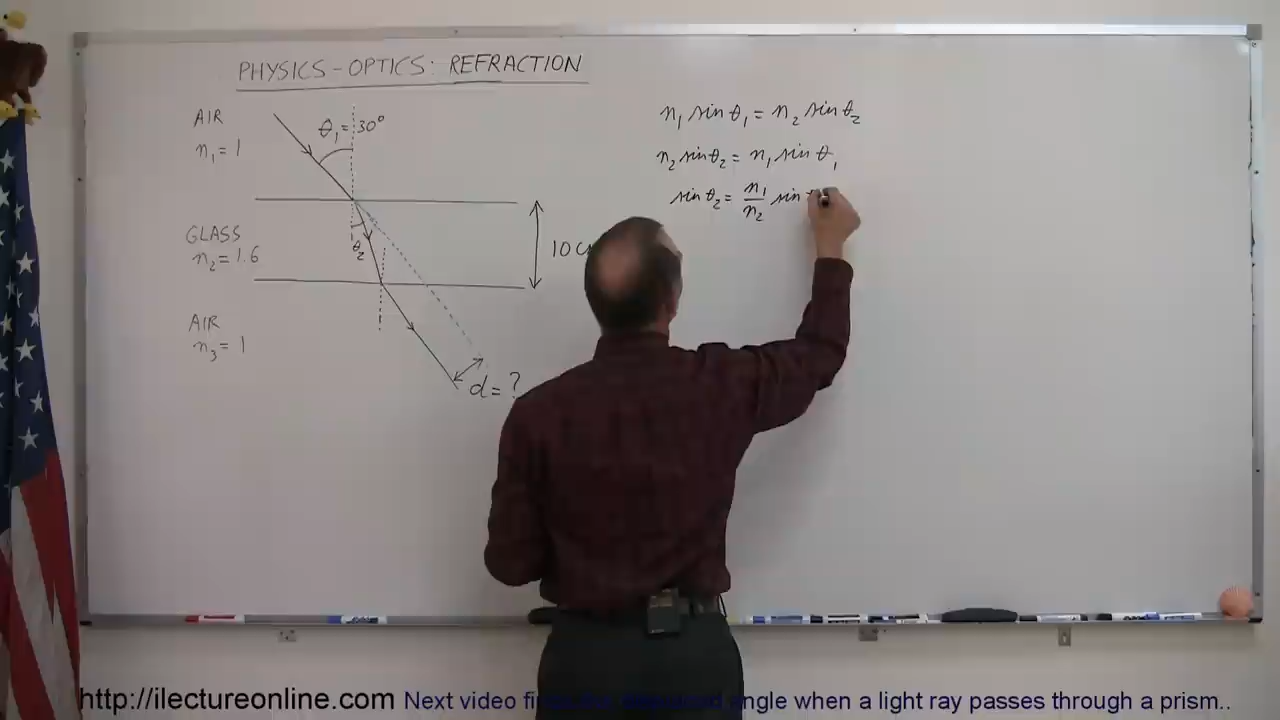 PHYSICS-OPTICS: REFRACTION
AIR
n₁ = 1
θ₁ = 30°
GLASS
n₂ = 1.6
θ₂
10
AIR
n₃ = 1
d = ?
n₁ sin θ₁ = n₂ sin θ₂
n₂ sin θ₂ = n₁ sin θ₁
sin θ₂ = n₁/n₂ sin
http://ilectureonline.com Next video finds the angle when a light ray passes through a prism..